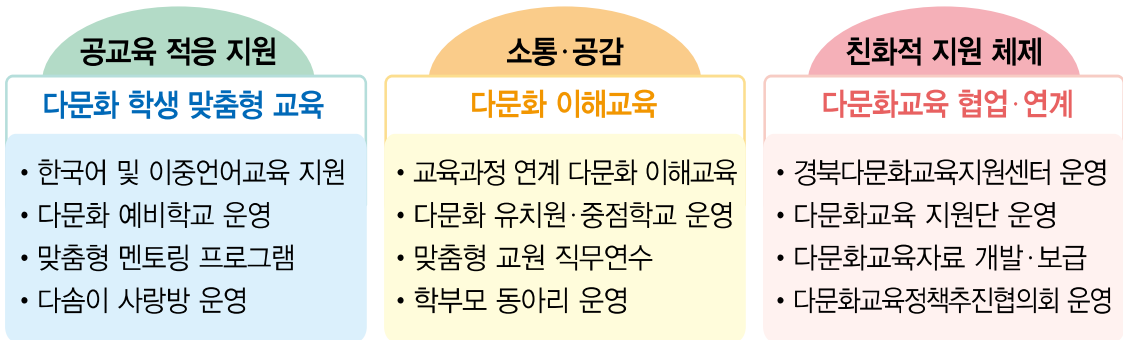 공교육 적응 지원
다문화 학생 맞춤형 교육
• 한국어 및 이중언어교육 지원
• 다문화 예비학교 운영
• 맞춤형 멘토링 프로그램
• 다솜이 사랑방 운영
소통·공감
다문화 이해교육
• 교육과정 연계 다문화 이해교육
• 다문화 유치원·중점학교 운영
• 맞춤형 교원 직무연수
• 학부모 동아리 운영
친화적 지원 체제
다문화교육 협업·연계
• 경북다문화교육지원센터 운영
• 다문화교육 지원단 운영
• 다문화교육자료 개발·보급
• 다문화교육정책추진협의회 운영